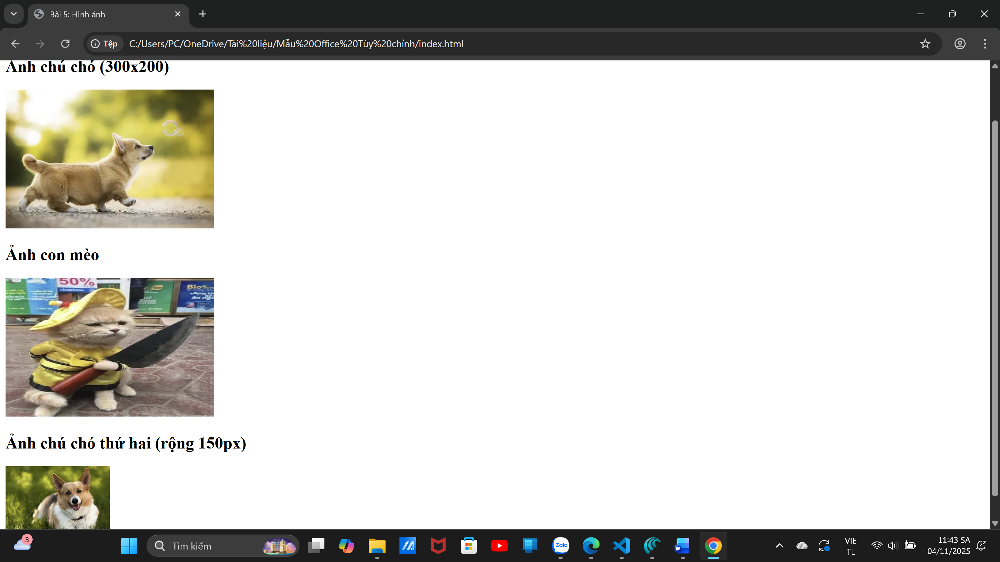 Bài 5: Hình ảnh
Tệp
C:/Users/PC/OneDrive/Tài%20liệu/Mẫu%20Office%20Tùy%20chỉnh/index.html
Ảnh chú chó (300x200)
Ảnh con mèo
50%
vinaphone
Bio
ăn ngo
Ảnh chú chó thứ hai (rộng 150px)
3
Tìm kiếm
Zalo
W
VIE
TL
11:43 SA
04/11/2025